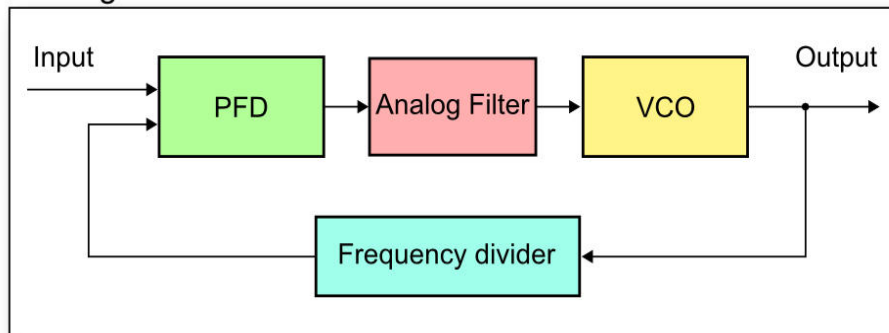 Input
Output
PFD
Analog Filter
VCO
Frequency divider